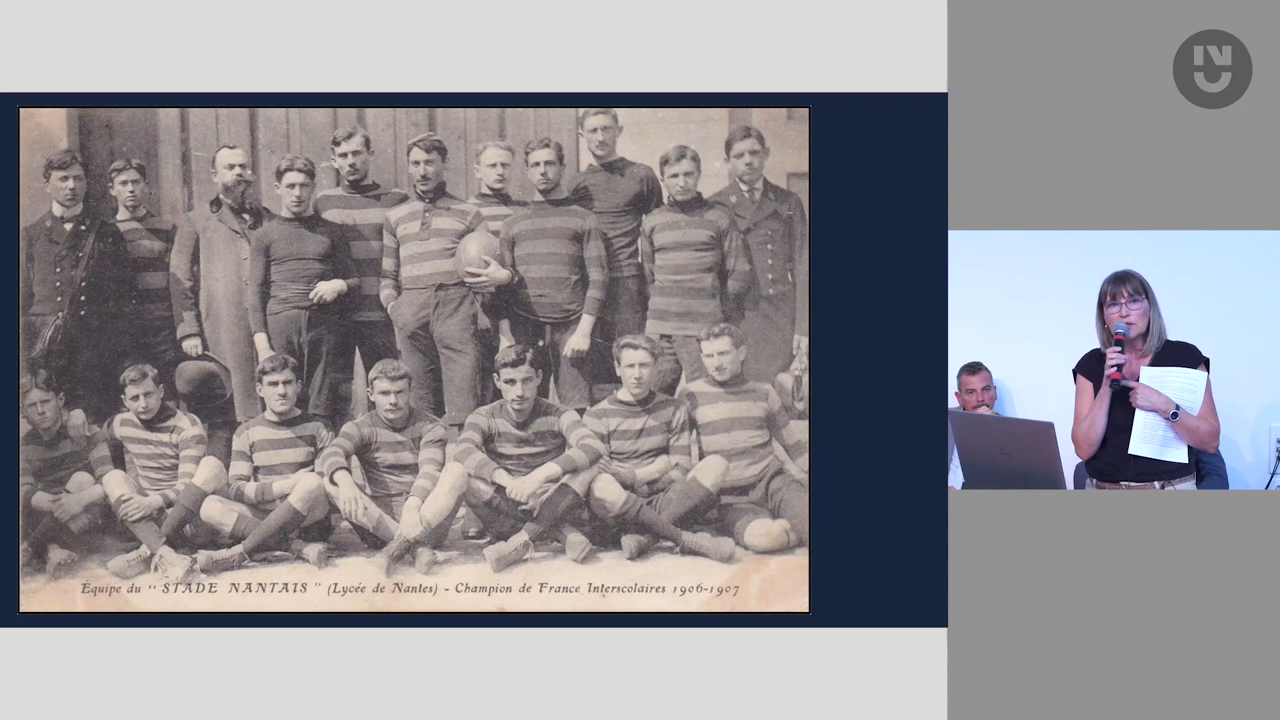 Équipe du “ STADE NANTAIS ” (Lycée de Nantes) - Champion de France Interscolaires 1906-1907